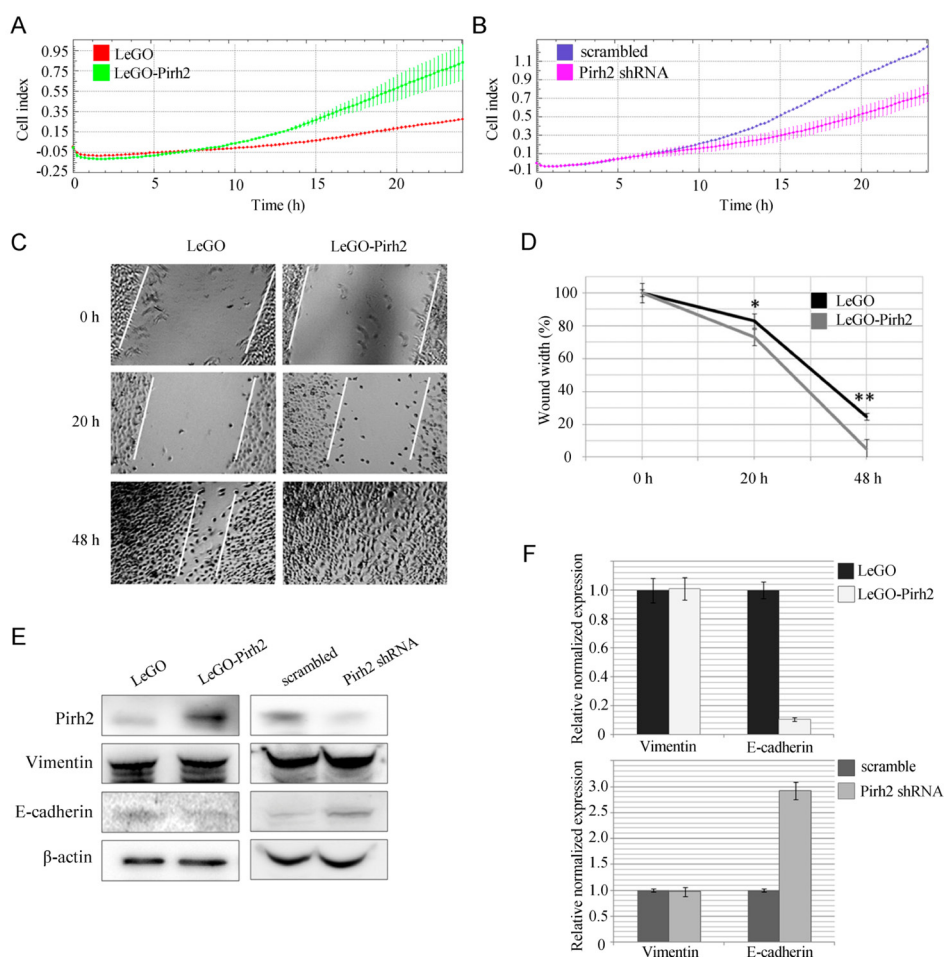 A
Cell index
0.95
0.75
0.55
0.35
0.15
-0.05
-0.25
LeGO
LeGO-Pirh2
0
5
10
15
20
Time (h)
B
Cell index
1.1
0.9
0.7
0.5
0.3
0.1
-0.1
scrambled
Pirh2 shRNA
0
5
10
15
20
Time (h)
C
LeGO
LeGO-Pirh2
0 h
20 h
48 h
D
Wound width (%)
100
80
60
40
20
0
LeGO
LeGO-Pirh2
*
**
0 h
20 h
48 h
E
LeGO
LeGO-Pirh2
scrambled
Pirh2 shRNA
Pirh2
Vimentin
E-cadherin
β-actin
F
Relative normalized expression
1.0
0.8
0.6
0.4
0.2
0
LeGO
LeGO-Pirh2
Vimentin
E-cadherin
Relative normalized expression
3.0
2.5
2.0
1.5
1.0
0.5
0.0
scramble
Pirh2 shRNA
Vimentin
E-cadherin